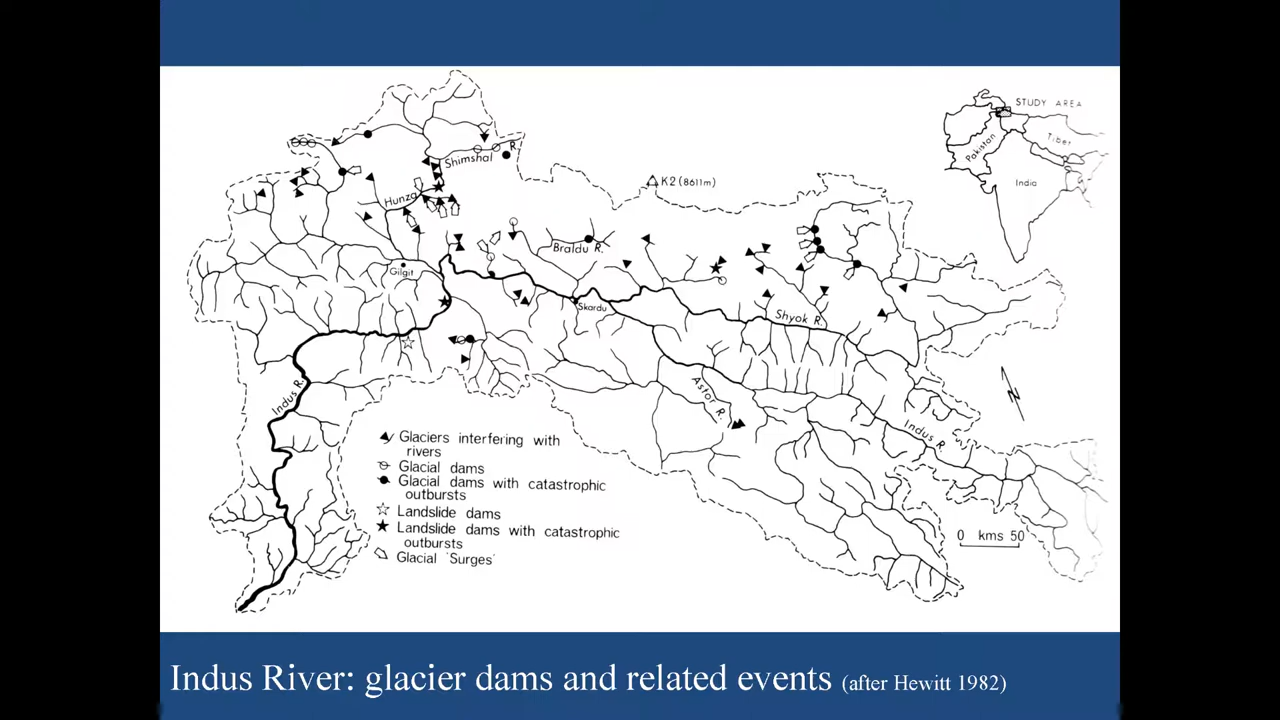 STUDY AREA
Pakistan
Tibet
India
R.
Shimshal
K2 (8611m)
Hunza
Braldu R.
Gilgit
Skardu
Shyok R.
Indus R.
Astor R.
Indus R.
N
Glaciers interfering with
rivers
Glacial dams
Glacial dams with catastrophic
outbursts
Landslide dams
Landslide dams with catastrophic
outbursts
Glacial 'Surges'
0 kms 50
Indus River: glacier dams and related events (after Hewitt 1982)